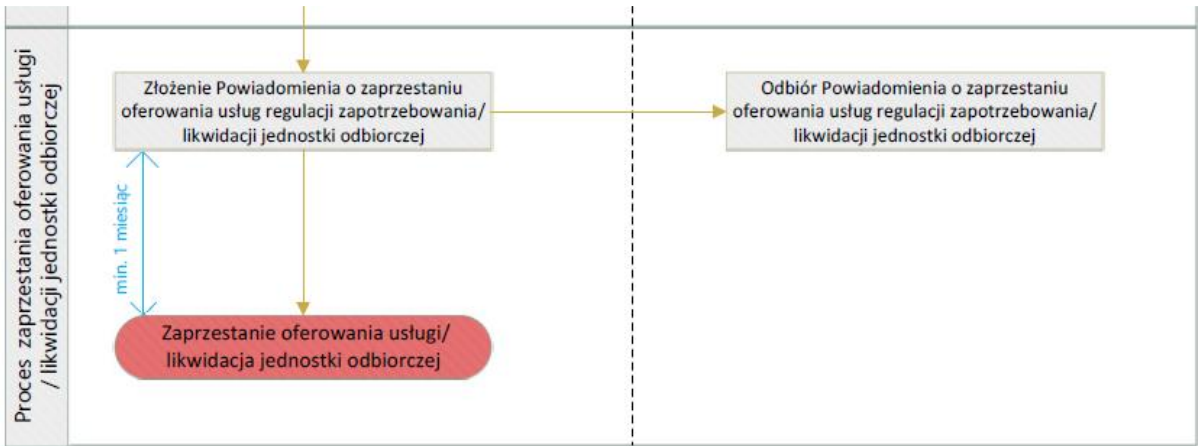 Proces zaprzestania oferowania usługi
/ likwidacji jednostki odbiorczej
Złożenie Powiadomienia o zaprzestaniu
oferowania usług regulacji zapotrzebowania/
likwidacji jednostki odbiorczej
Odbiór Powiadomienia o zaprzestaniu
oferowania usług regulacji zapotrzebowania/
likwidacji jednostki odbiorczej
min. 1 miesiąc
Zaprzestanie oferowania usługi/
likwidacja jednostki odbiorczej